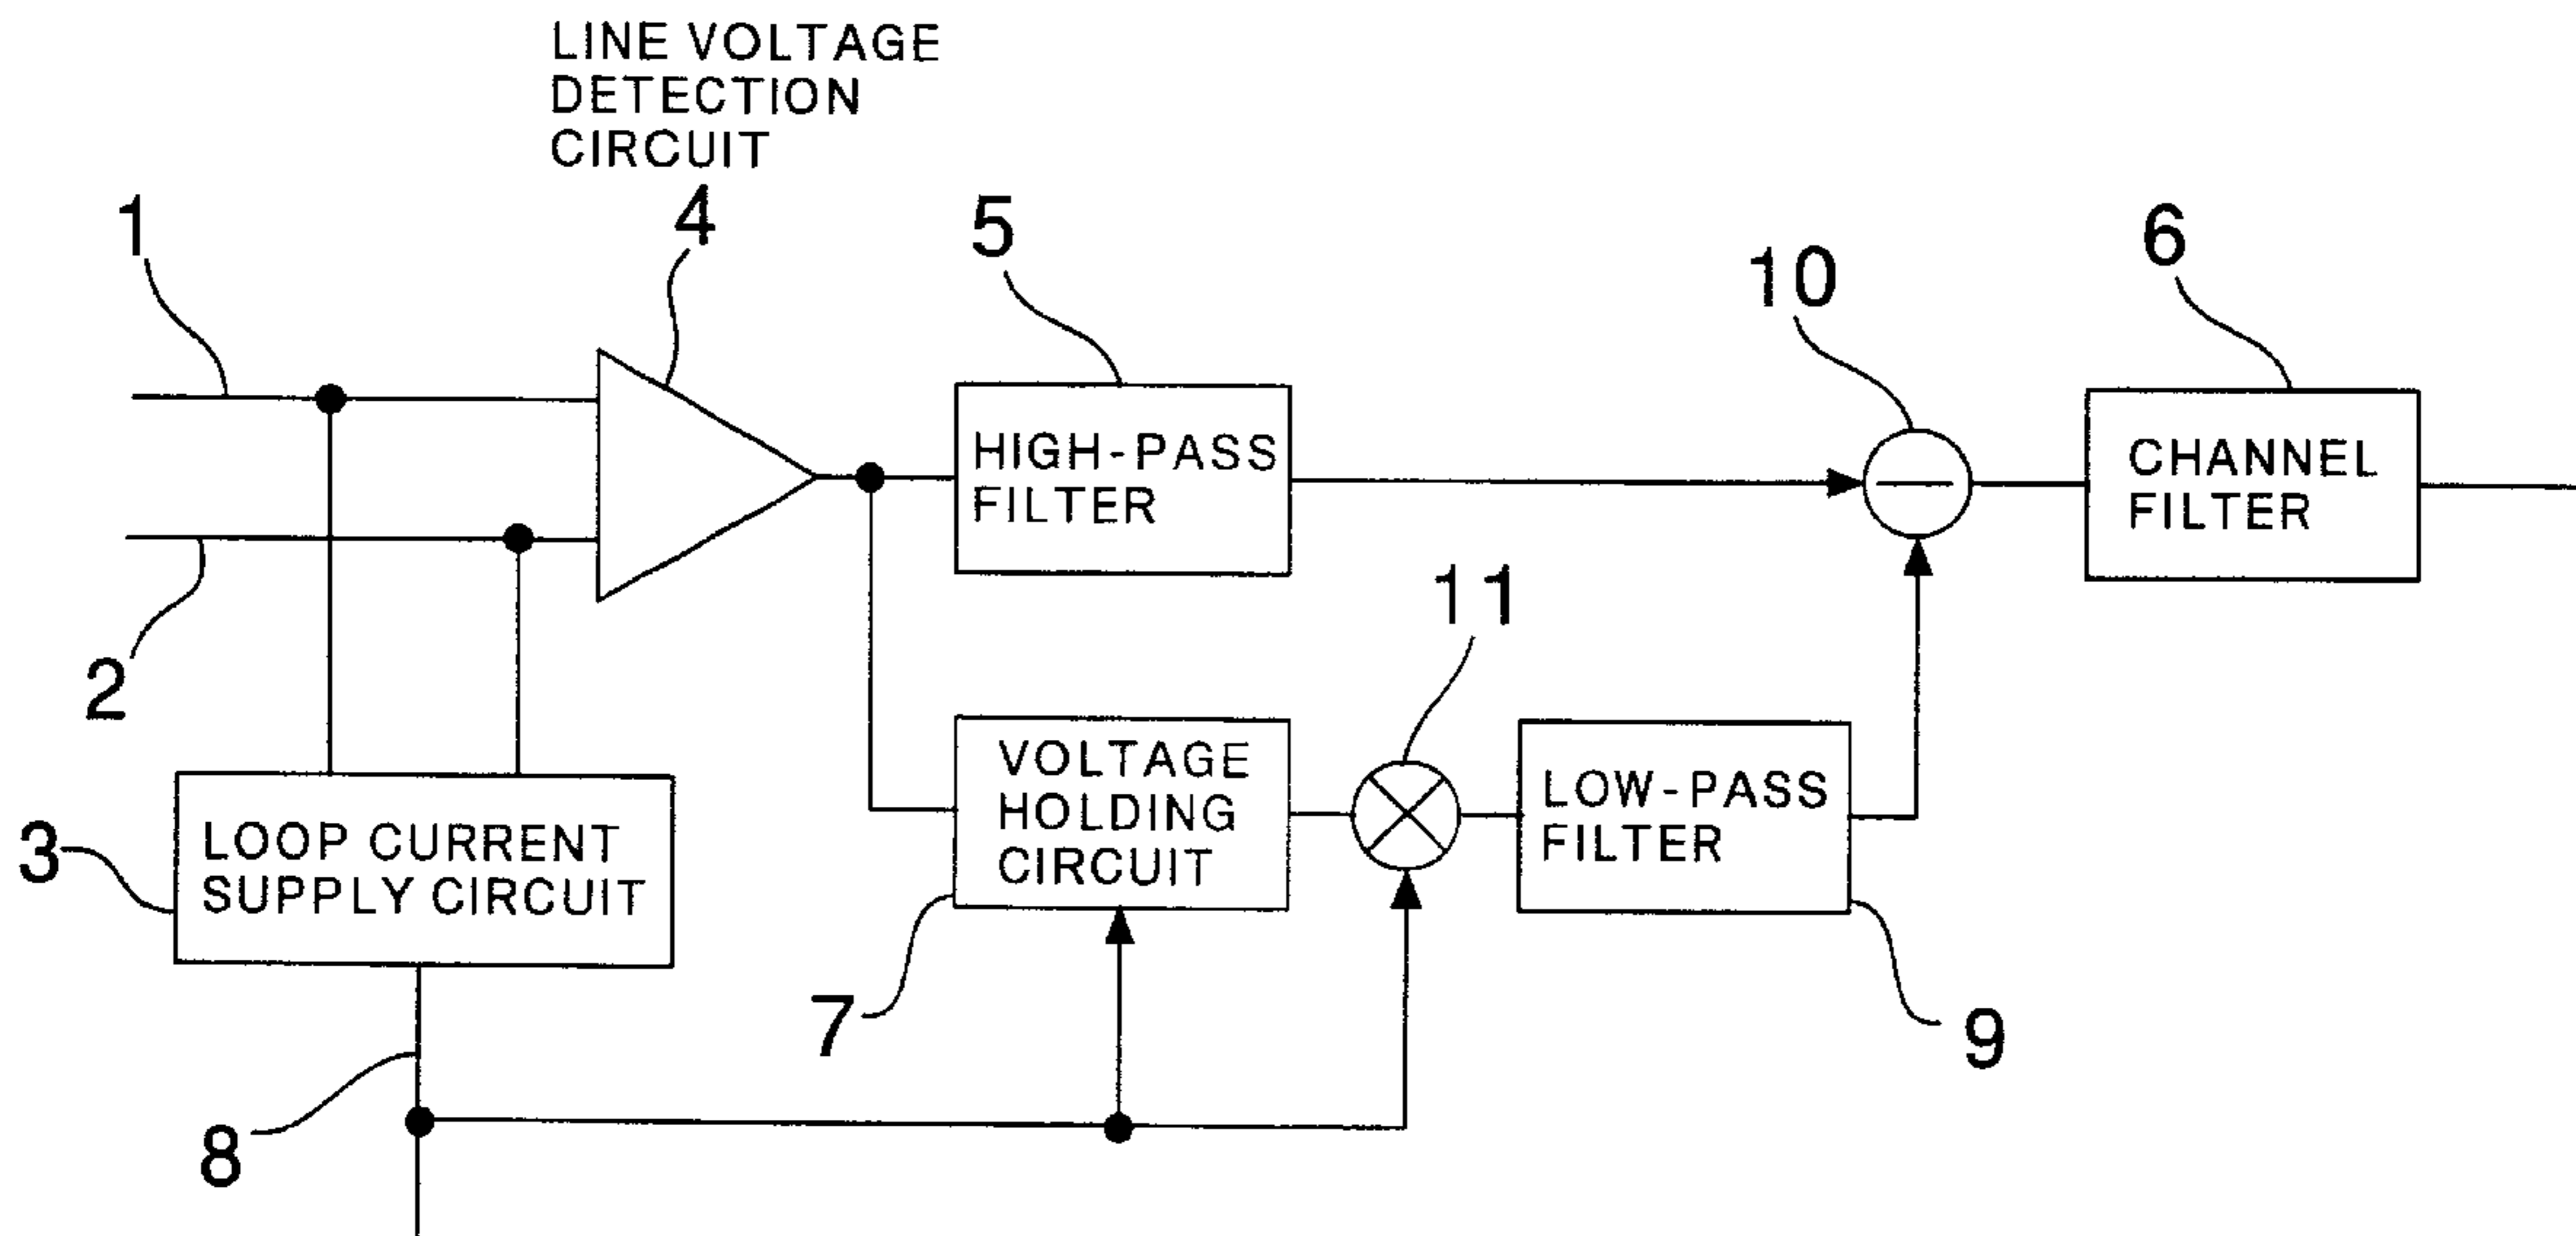 LINE VOLTAGE
DETECTION
CIRCUIT
1
4
5
10
6
HIGH-PASS
FILTER
CHANNEL
FILTER
2
11
3
LOOP CURRENT
SUPPLY CIRCUIT
VOLTAGE
HOLDING
CIRCUIT
LOW-PASS
FILTER
7
9
8